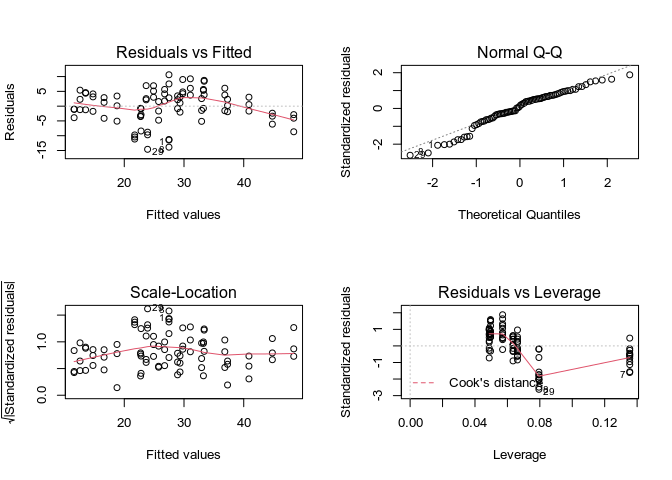 Residuals vs Fitted
Residuals
5
-5
-15
29
20
30
40
Fitted values
Normal Q-Q
Standardized residuals
2
0
-2
29
-2
-1
0
1
2
Theoretical Quantiles
Scale-Location
√|Standardized residuals|
1.0
0.0
29
20
30
40
Fitted values
Residuals vs Leverage
Standardized residuals
1
-1
-3
Cook's distance
7
29
0.00
0.04
0.08
0.12
Leverage